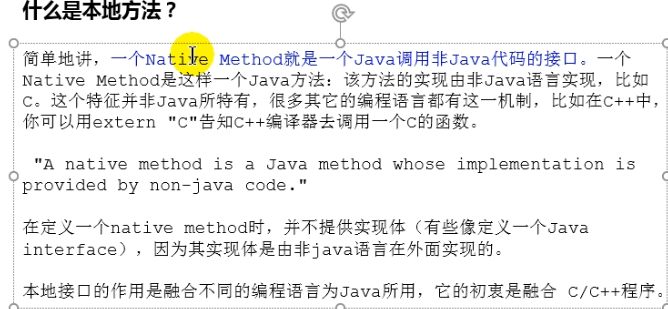 什么是本地方法？
简单地讲，一个Native Method就是一个Java调用非Java代码的接口。一个
Native Method是这样一个Java方法：该方法的实现由非Java语言实现，比如
C。这个特征并非Java所特有，很多其它的编程语言都有这一机制，比如在C++中，
你可以用extern "C"告知C++编译器去调用一个C的函数。
"A native method is a Java method whose implementation is
provided by non-java code."
在定义一个native method时，并不提供实现体（有些像定义一个Java
interface），因为其实现体是由非java语言在外面实现的。
本地接口的作用是融合不同的编程语言为Java所用，它的初衷是融合 C/C++程序。